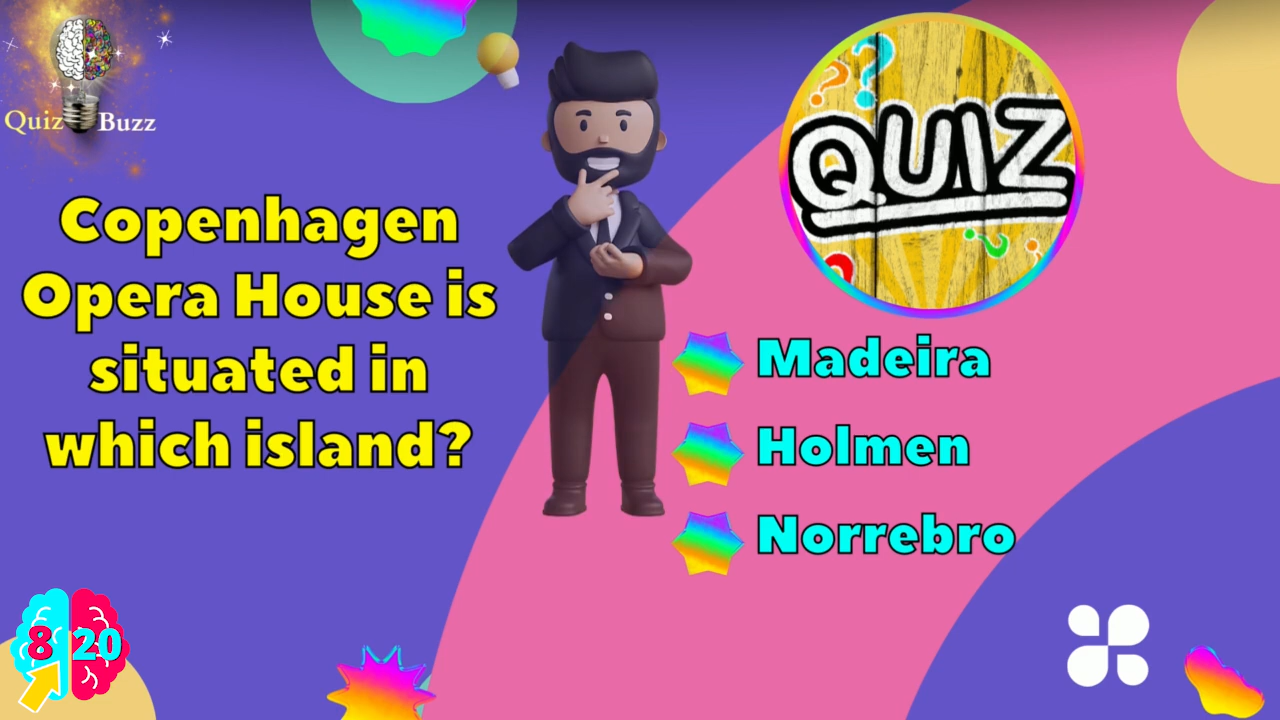 Quiz Buzz
QUIZ
Copenhagen
Opera House is
situated in
which island?
Madeira
Holmen
Norrebro
8 20